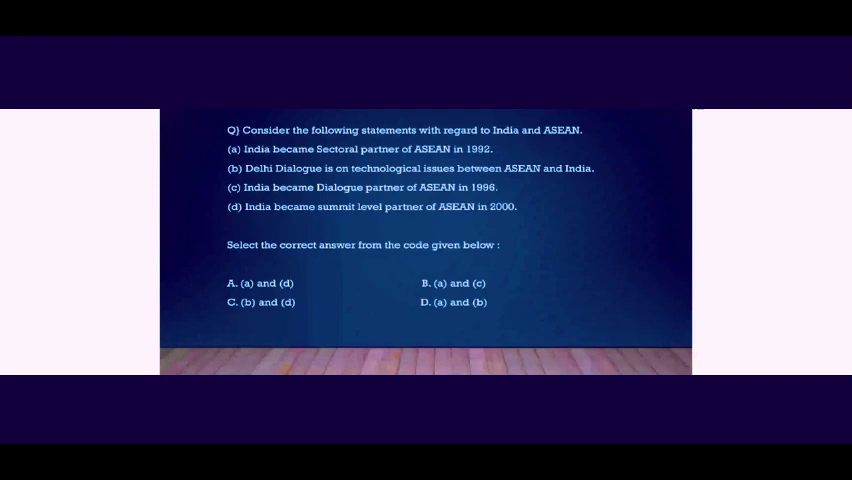 Q) Consider the following statements with regard to India and ASEAN.
(a) India became Sectoral partner of ASEAN in 1992.
(b) Delhi Dialogue is on technological issues between ASEAN and India.
(c) India became Dialogue partner of ASEAN in 1996.
(d) India became summit level partner of ASEAN in 2000.
Select the correct answer from the code given below :
A. (a) and (d) B. (a) and (c)
C. (b) and (d) D. (a) and (b)